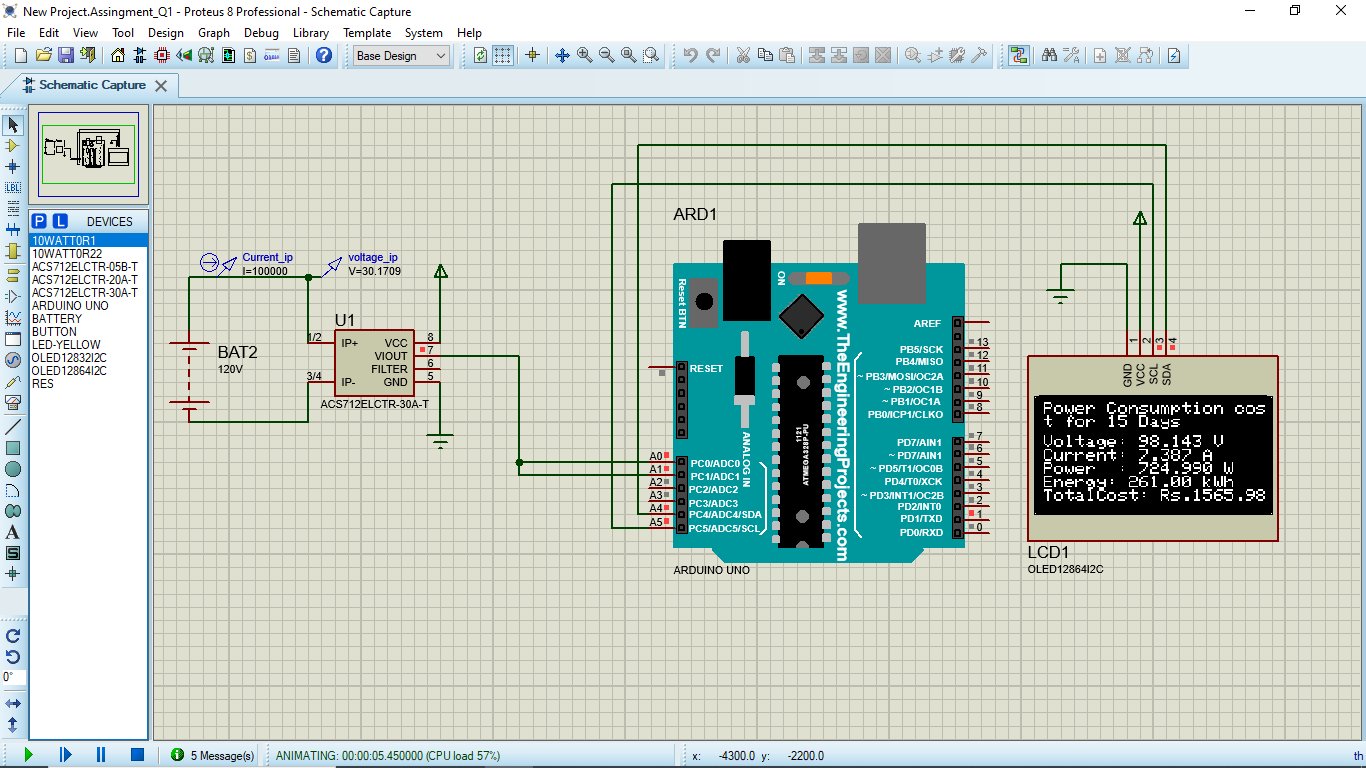 New Project.Assingment_Q1 - Proteus 8 Professional - Schematic Capture
File Edit View Tool Design Graph Debug Library Template System Help
Base Design
Schematic Capture
P L DEVICES
10WATT0R1
10WATT0R22
ACS712ELCTR-05B-T
ACS712ELCTR-20A-T
ACS712ELCTR-30A-T
ARDUINO UNO
BATTERY
BUTTON
LED-YELLOW
OLED12832I2C
OLED12864I2C
RES
LBL
A
S
0°
Current_ip
I=100000
voltage_ip
V=30.1709
BAT2
120V
U1
1/2 IP+ VCC 8
VIOUT 7
FILTER 6
3/4 IP- GND 5
ACS712ELCTR-30A-T
ARD1
Reset BTN
ON
www.TheEngineeringProjects.com
RESET
ANALOG IN
1121
ATMEGA328P-PU
A0 PC0/ADC0
A1 PC1/ADC1
A2 PC2/ADC2
A3 PC3/ADC3
A4 PC4/ADC4/SDA
A5 PC5/ADC5/SCL
AREF
PB5/SCK 13
PB4/MISO 12
~ PB3/MOSI/OC2A 11
~ PB2/OC1B 10
~ PB1/OC1A 9
PB0/ICP1/CLKO 8
PD7/AIN1 7
~ PD7/AIN1 6
~ PD5/T1/OC0B 5
PD4/T0/XCK 4
~ PD3/INT1/OC2B 3
PD2/INT0 2
PD1/TXD 1
PD0/RXD 0
ARDUINO UNO
1 2 3 4
GND VCC SCL SDA
Power Consumption cos
t for 15 Days
Voltage: 98.143 V
Current: 7.387 A
Power : 724.990 W
Energy: 261.00 kWh
TotalCost: Rs.1565.98
LCD1
OLED12864I2C
5 Message(s)
ANIMATING: 00:00:05.450000 (CPU load 57%)
x: -4300.0 y: -2200.0
th